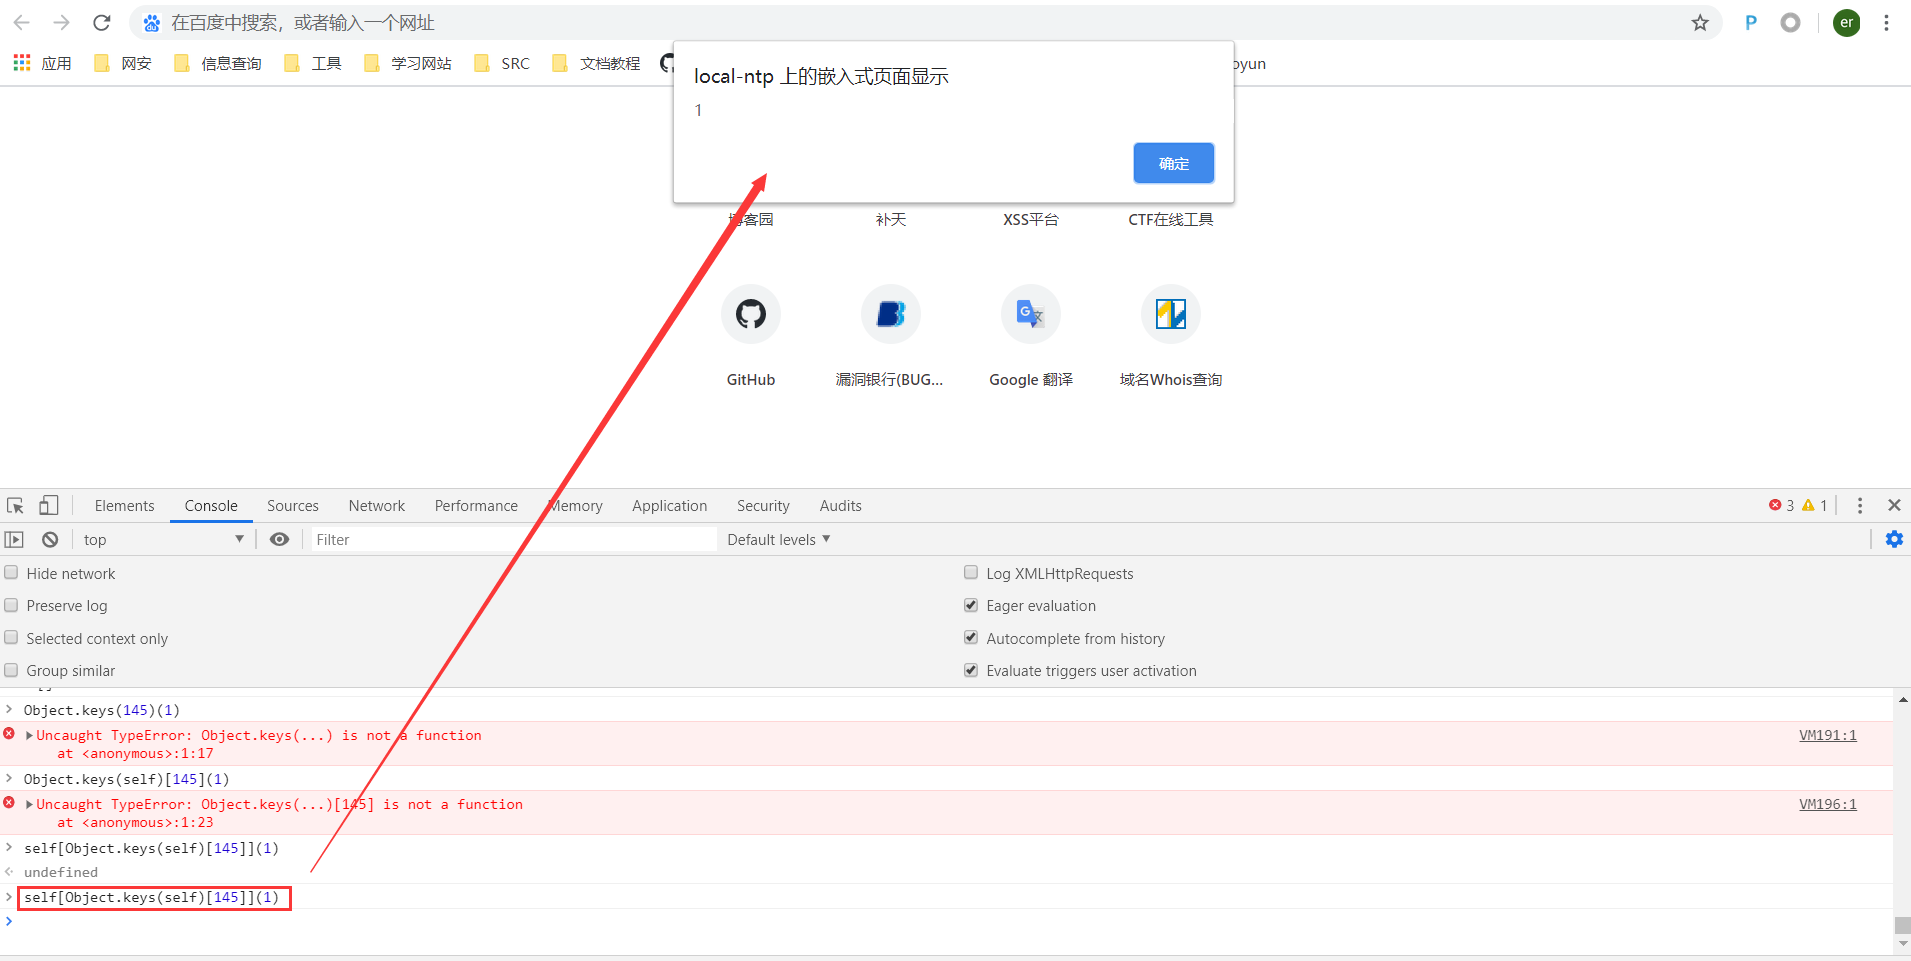 在百度中搜索，或者输入一个网址
P
er
应用
网安
信息查询
工具
学习网站
SRC
文档教程
oyun
local-ntp 上的嵌入式页面显示
1
确定
博客园
补天
XSS平台
CTF在线工具
GitHub
漏洞银行(BUG...
Google 翻译
域名Whois查询
Elements Console Sources Network Performance Memory Application Security Audits
3 1
top
Filter
Default levels
Hide network
Log XMLHttpRequests
Preserve log
Eager evaluation
Selected context only
Autocomplete from history
Group similar
Evaluate triggers user activation
> Object.keys(145)(1)
Uncaught TypeError: Object.keys(...) is not a function
VM191:1
at <anonymous>:1:17
> Object.keys(self)[145](1)
Uncaught TypeError: Object.keys(...)[145] is not a function
VM196:1
at <anonymous>:1:23
> self[Object.keys(self)[145]](1)
undefined
> self[Object.keys(self)[145]](1)
>